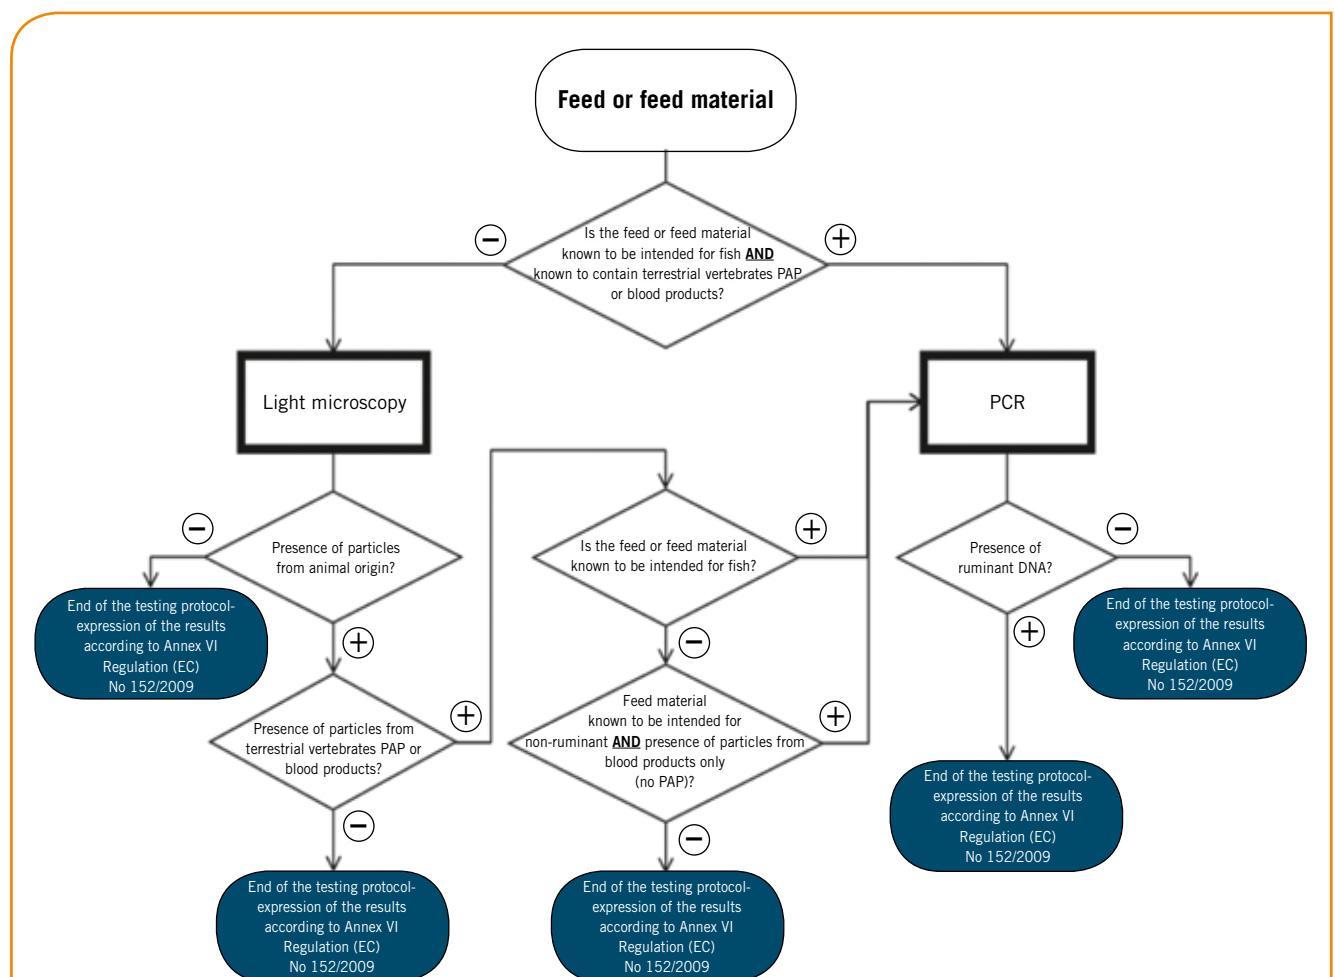 Feed or feed material
Is the feed or feed material
known to be intended for fish AND
known to contain terrestrial vertebrates PAP
or blood products?
−
+
Light microscopy
PCR
Presence of particles
from animal origin?
−
+
Is the feed or feed material
known to be intended for fish?
+
−
Presence of
ruminant DNA?
−
+
End of the testing protocol-
expression of the results
according to Annex VI
Regulation (EC)
No 152/2009
End of the testing protocol-
expression of the results
according to Annex VI
Regulation (EC)
No 152/2009
Presence of particles from
terrestrial vertebrates PAP or
blood products?
+
−
Feed material
known to be intended for
non-ruminant AND presence of particles from
blood products only
(no PAP)?
+
−
End of the testing protocol-
expression of the results
according to Annex VI
Regulation (EC)
No 152/2009
End of the testing protocol-
expression of the results
according to Annex VI
Regulation (EC)
No 152/2009
End of the testing protocol-
expression of the results
according to Annex VI
Regulation (EC)
No 152/2009